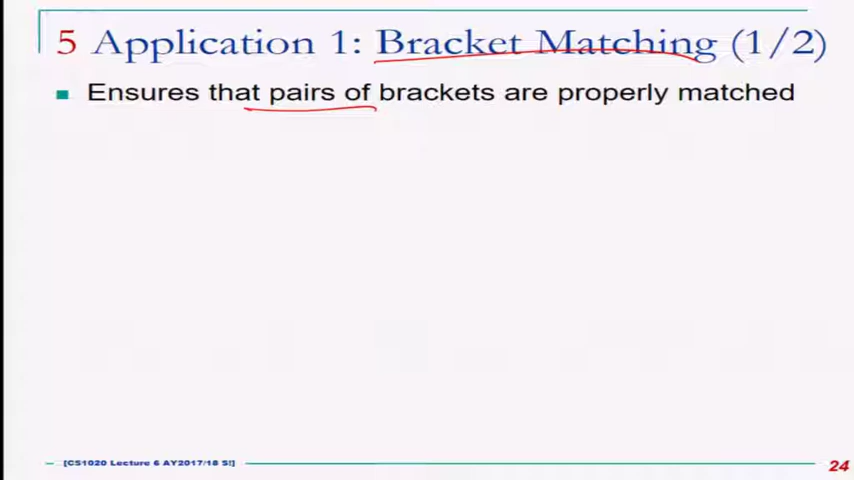 5 Application 1: Bracket Matching (1/2)
Ensures that pairs of brackets are properly matched
[CS1020 Lecture 6 AY2017/18 S1]
24